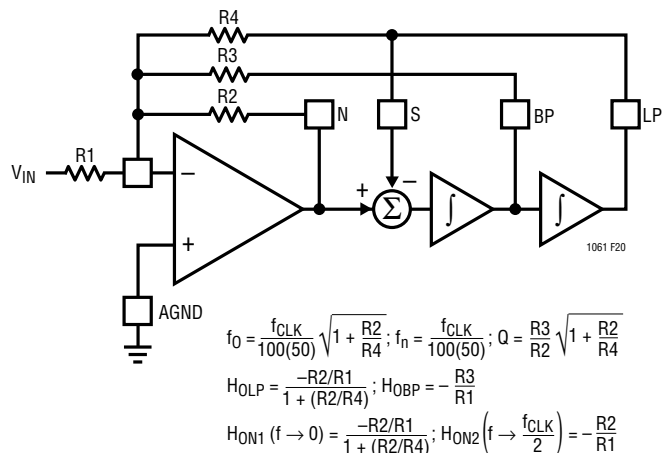 R4
R3
R2
N
S
BP
LP
R1
V_IN
−
+
+
−
Σ
∫
∫
1061 F20
AGND
f_O = f_CLK/100(50) √(1 + R2/R4); f_n = f_CLK/100(50); Q = R3/R2 √(1 + R2/R4)
H_OLP = −R2/R1 / 1 + (R2/R4); H_OBP = − R3/R1
H_ON1 (f → 0) = −R2/R1 / 1 + (R2/R4); H_ON2 (f → f_CLK/2) = − R2/R1